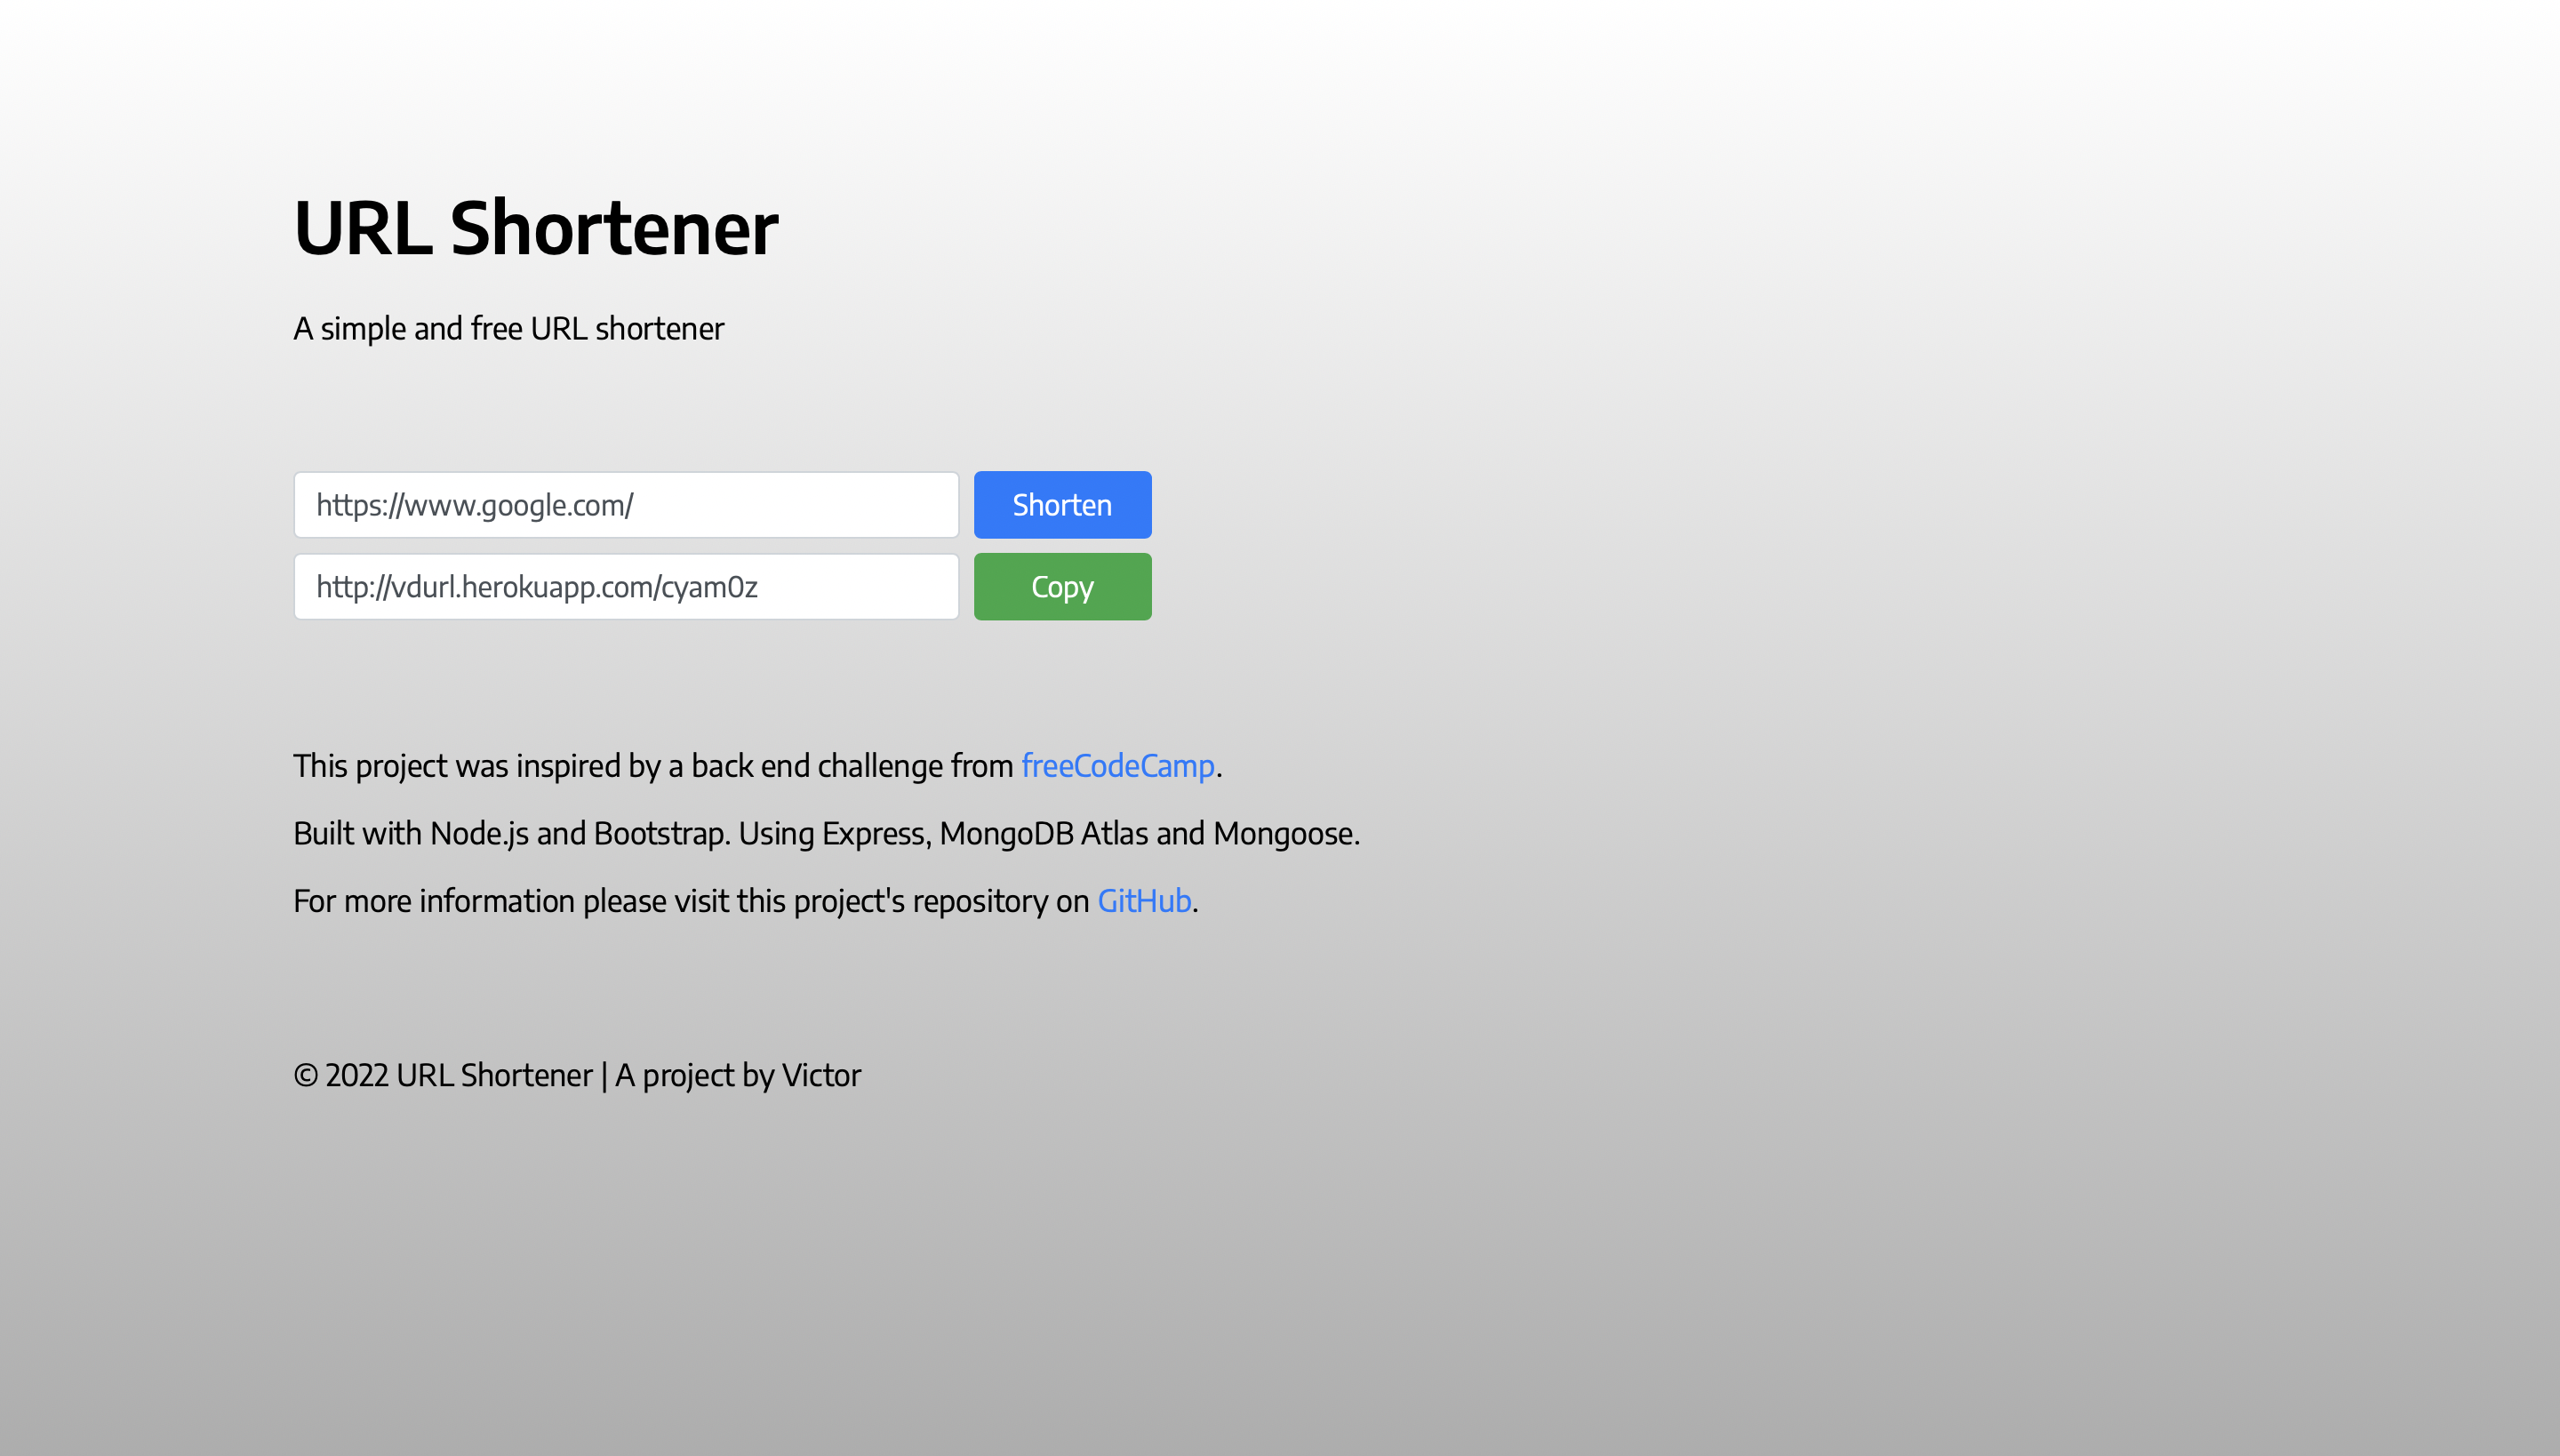 URL Shortener
A simple and free URL shortener
https://www.google.com/
Shorten
http://vdurl.herokuapp.com/cyam0z
Copy
This project was inspired by a back end challenge from freeCodeCamp.
Built with Node.js and Bootstrap. Using Express, MongoDB Atlas and Mongoose.
For more information please visit this project's repository on GitHub.
© 2022 URL Shortener | A project by Victor